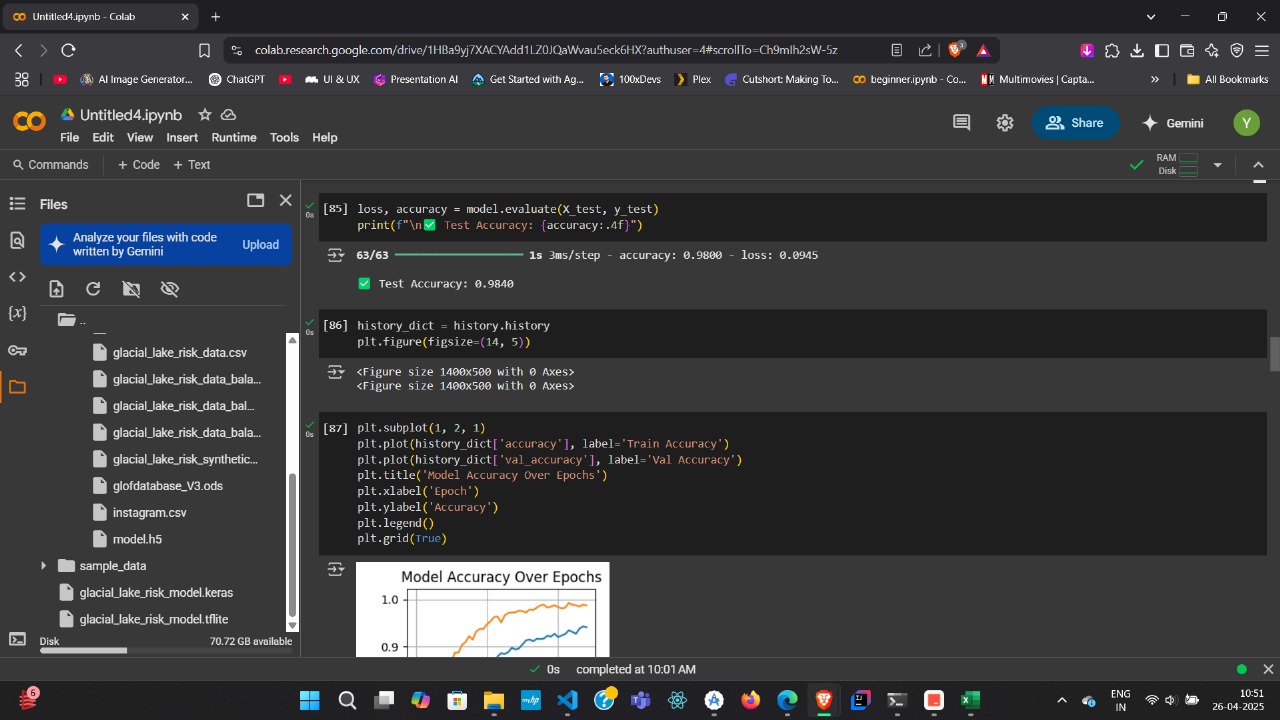 Untitled4.ipynb - Colab
colab.research.google.com/drive/1HBa9yj7XACYAdd1LZ0JQaWvau5eck6HX?authuser=4#scrollTo=Ch9mIh2sW-5z
AI Image Generator... ChatGPT UI & UX Presentation AI Get Started with Ag... 100xDevs Plex Cutshort: Making To... beginner.ipynb - Co... Multimovies | Capta... » All Bookmarks
Untitled4.ipynb
File Edit View Insert Runtime Tools Help
Share Gemini Y
Commands + Code + Text
RAM
Disk
Files
Analyze your files with code
written by Gemini
Upload
..
glacial_lake_risk_data.csv
glacial_lake_risk_data_bala...
glacial_lake_risk_data_bal...
glacial_lake_risk_data_bala...
glacial_lake_risk_synthetic...
glofdatabase_V3.ods
instagram.csv
model.h5
sample_data
glacial_lake_risk_model.keras
glacial_lake_risk_model.tflite
Disk 70.72 GB available
[85] loss, accuracy = model.evaluate(X_test, y_test)
print(f"\n✅ Test Accuracy: {accuracy:.4f}")
63/63 ━━━━━━━━━━━━━━━━━━━━ 1s 3ms/step - accuracy: 0.9800 - loss: 0.0945
✅ Test Accuracy: 0.9840
[86] history_dict = history.history
plt.figure(figsize=(14, 5))
<Figure size 1400x500 with 0 Axes>
<Figure size 1400x500 with 0 Axes>
[87] plt.subplot(1, 2, 1)
plt.plot(history_dict['accuracy'], label='Train Accuracy')
plt.plot(history_dict['val_accuracy'], label='Val Accuracy')
plt.title('Model Accuracy Over Epochs')
plt.xlabel('Epoch')
plt.ylabel('Accuracy')
plt.legend()
plt.grid(True)
Model Accuracy Over Epochs
1.0
0.9
0s completed at 10:01 AM
6
ENG
IN
10:51
26-04-2025